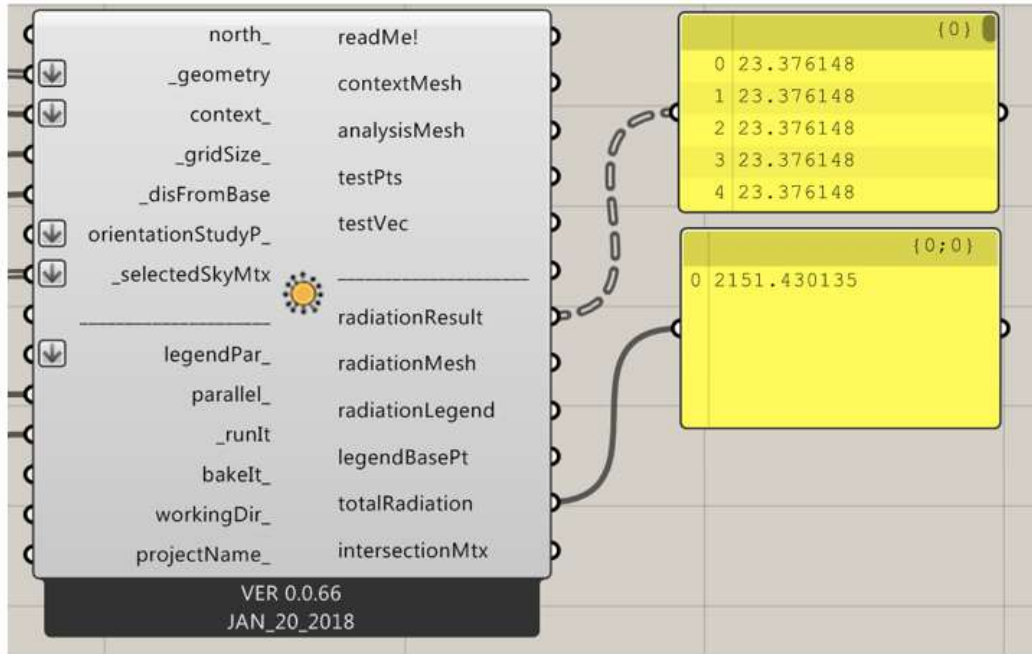 north_
_geometry
context_
_gridSize_
_disFromBase
orientationStudyP_
_selectedSkyMtx
____________________
legendPar_
parallel_
_runIt
bakeIt_
workingDir_
projectName_
readMe!
contextMesh
analysisMesh
testPts
testVec
____________________
radiationResult
radiationMesh
radiationLegend
legendBasePt
totalRadiation
intersectionMtx
VER 0.0.66
JAN_20_2018
{0}
0 23.376148
1 23.376148
2 23.376148
3 23.376148
4 23.376148
{0;0}
0 2151.430135